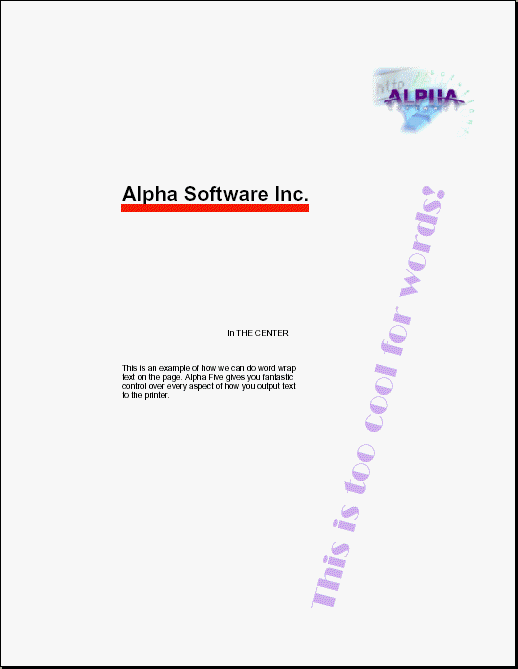 http
ALPHA
Alpha Software Inc.
In THE CENTER
This is an example of how we can do word wrap
text on the page. Alpha Five gives you fantastic
control over every aspect of how you output text
to the printer.
This is too cool for words!